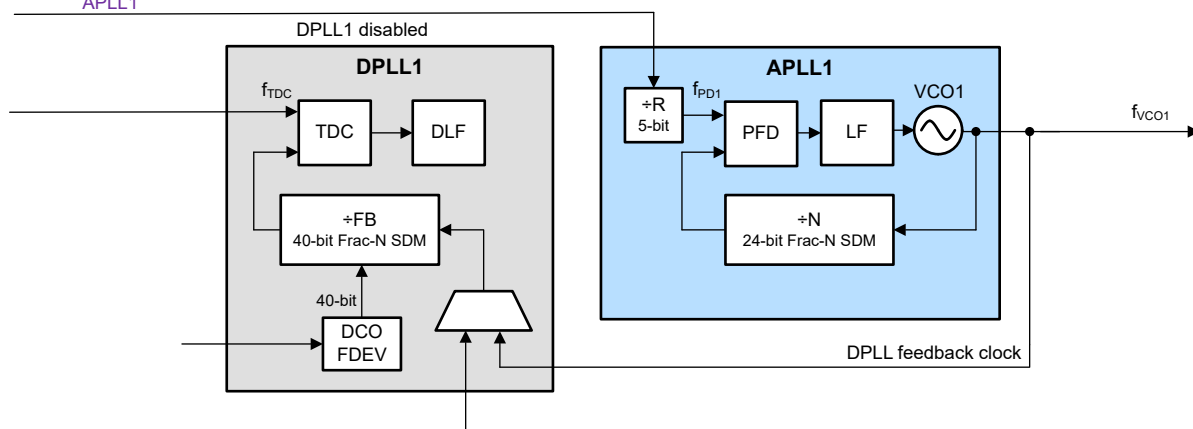 APLL1
DPLL1 disabled
DPLL1
fTDC
TDC
DLF
÷FB
40-bit Frac-N SDM
40-bit
DCO
FDEV
APLL1
÷R
5-bit
fPD1
PFD
LF
VCO1
÷N
24-bit Frac-N SDM
fVCO1
DPLL feedback clock